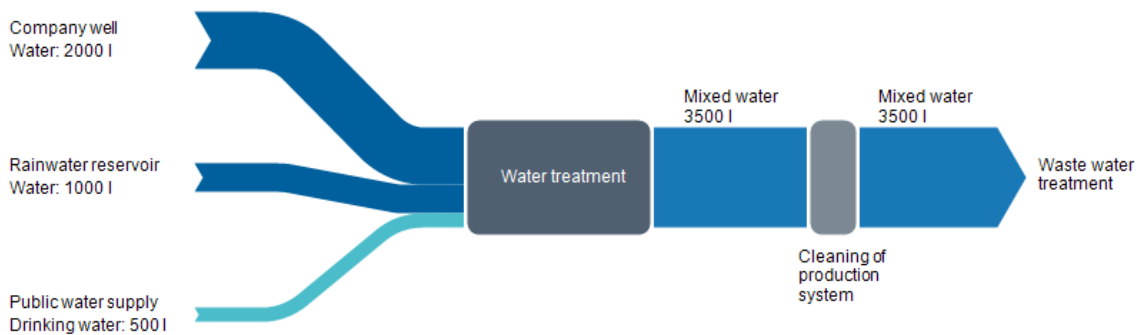 Company well
Water: 2000 l
Rainwater reservoir
Water: 1000 l
Public water supply
Drinking water: 500 l
Water treatment
Mixed water
3500 l
Cleaning of
production
system
Mixed water
3500 l
Waste water
treatment